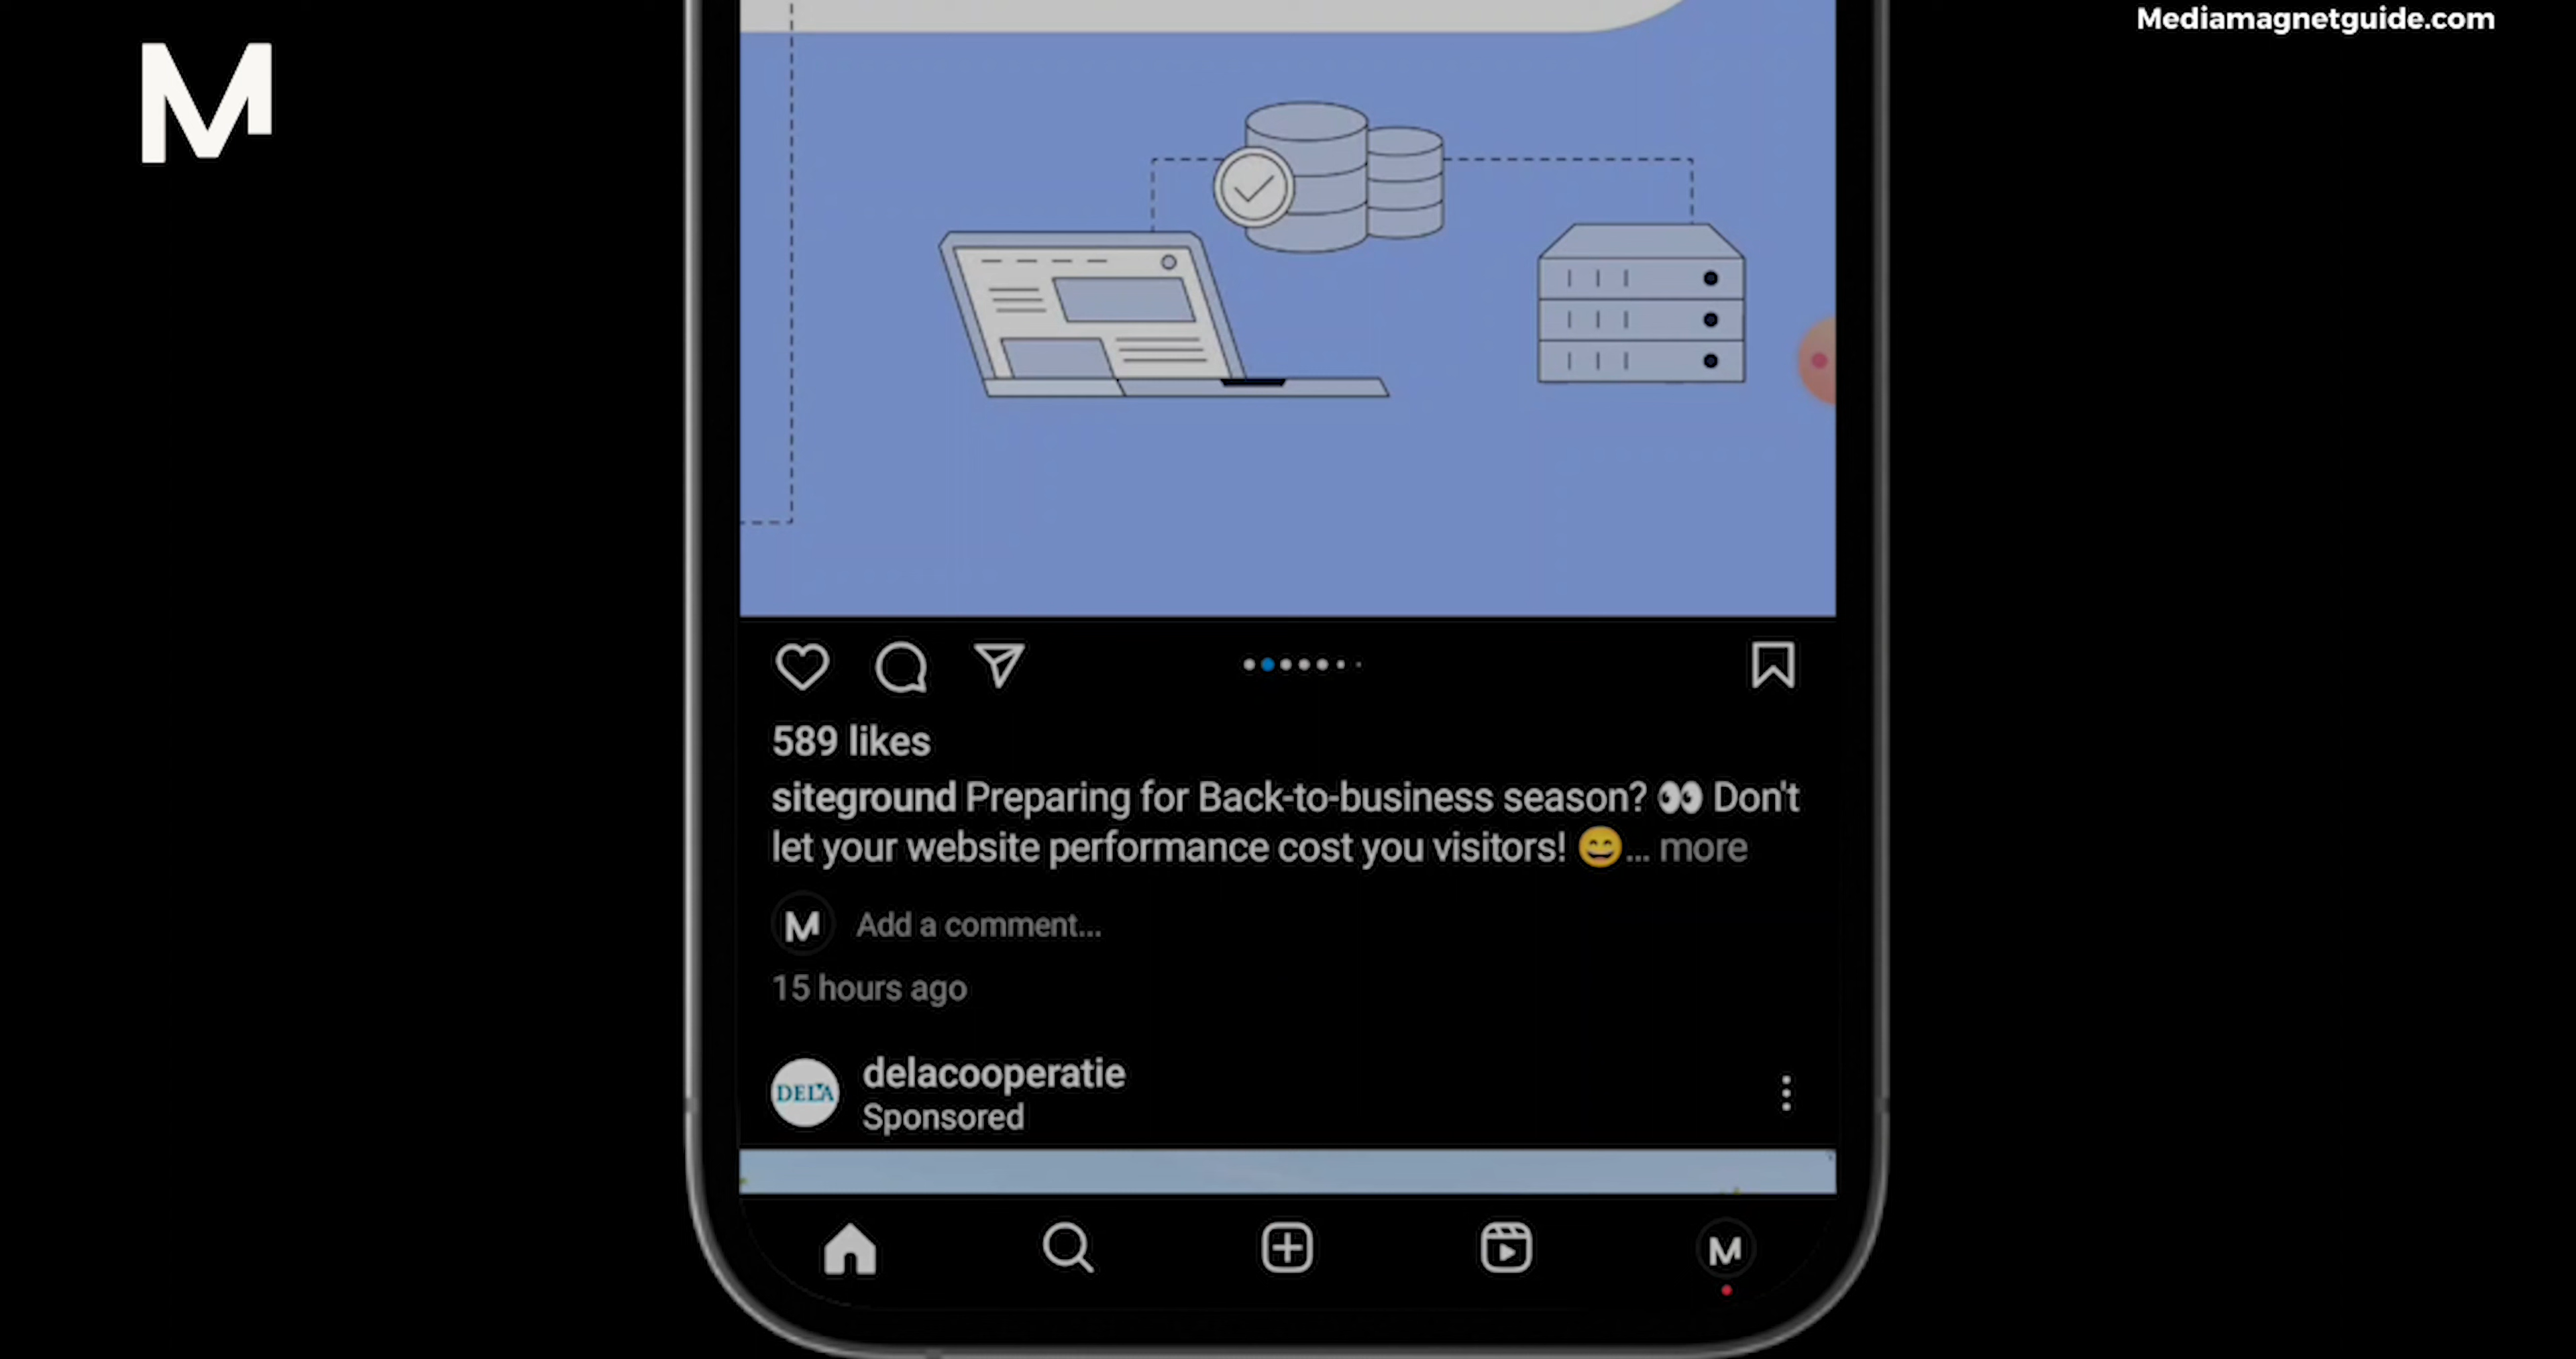 Mediamagnetguide.com
M
589 likes
siteground Preparing for Back-to-business season? 👀 Don't
let your website performance cost you visitors! 😄... more
M Add a comment...
15 hours ago
DELA
delacooperatie
Sponsored
M